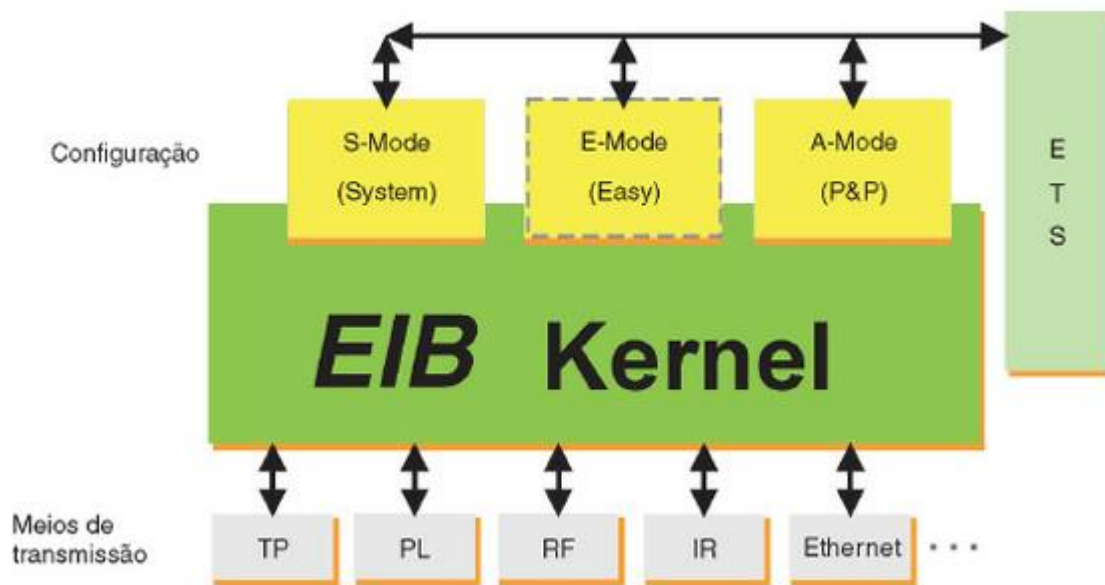 Configuração
S-Mode
(System)
E-Mode
(Easy)
A-Mode
(P&P)
E
T
S
EIB Kernel
Meios de
transmissão
TP
PL
RF
IR
Ethernet
...